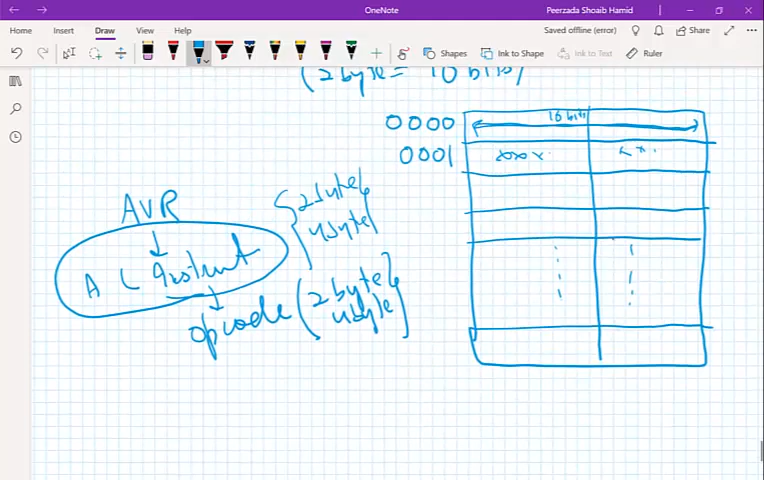 OneNote
Peerzada Shoaib Hamid
Home Insert Draw View Help
Saved offline (error) Share
Shapes Ink to Shape Ink to Text Ruler
(2 byte = 16 bits)
0000 16 bits
0001 xxxx
AVR
2 byte
4 byte
A L Instrut
opcode (2 byte
4 byte)